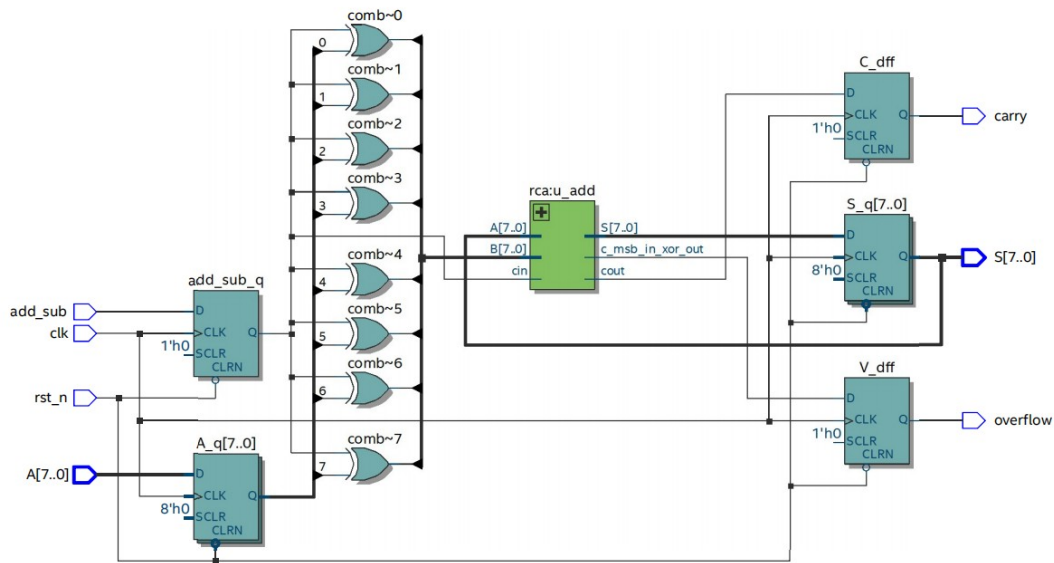 comb~0
0
comb~1
1
comb~2
2
comb~3
3
comb~4
4
comb~5
5
comb~6
6
comb~7
7
add_sub
clk
rst_n
A[7..0]
add_sub_q
D
CLK
Q
1'h0
SCLR
CLRN
A_q[7..0]
D
CLK
Q
8'h0
SCLR
CLRN
rca:u_add
A[7..0]
S[7..0]
B[7..0]
c_msb_in_xor_out
cin
cout
C_dff
D
CLK
Q
1'h0
SCLR
CLRN
carry
S_q[7..0]
D
CLK
Q
8'h0
SCLR
CLRN
S[7..0]
V_dff
D
CLK
Q
1'h0
SCLR
CLRN
overflow